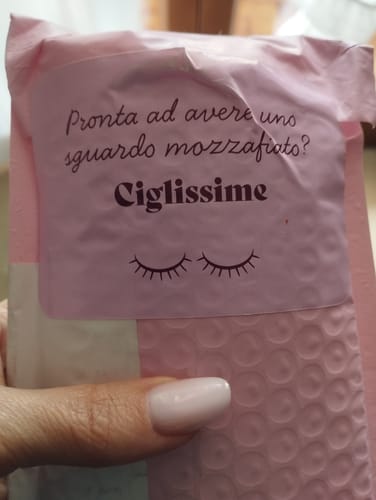 Pronta ad avere uno
sguardo mozzafiato?
Ciglissime